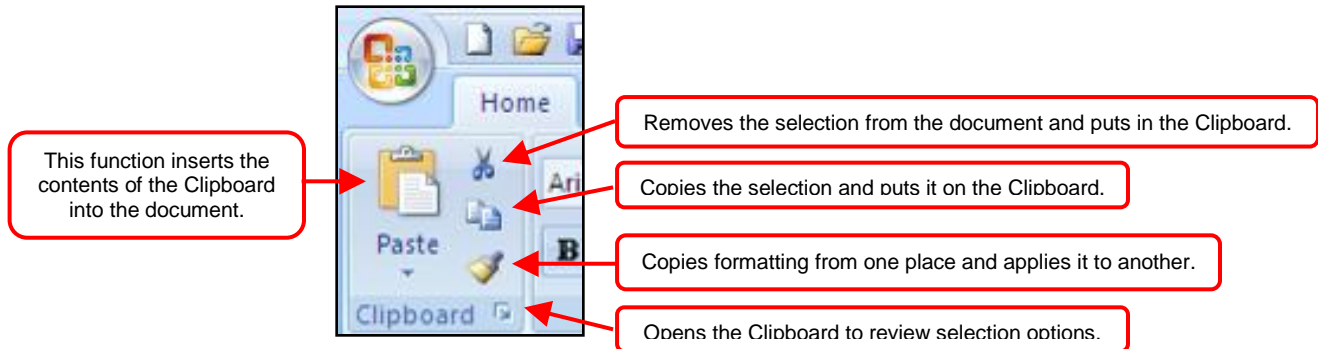 Home
Removes the selection from the document and puts in the Clipboard.
This function inserts the
contents of the Clipboard
into the document.
Ari
Copies the selection and puts it on the Clipboard.
Paste
B
Copies formatting from one place and applies it to another.
Clipboard
Opens the Clipboard to review selection options.